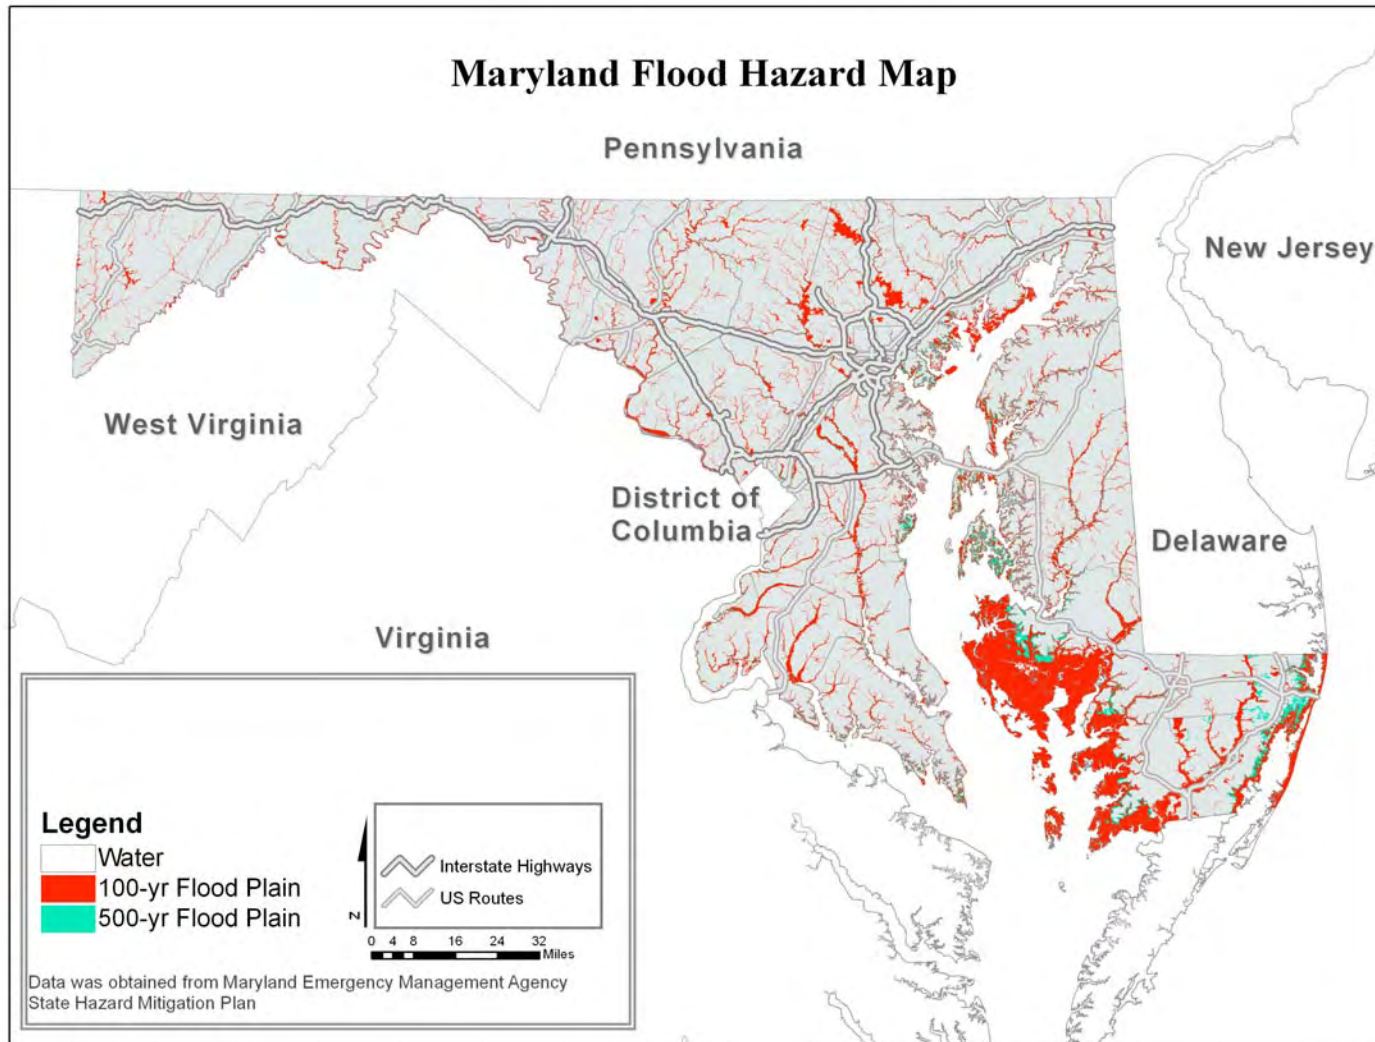 Maryland Flood Hazard Map
Pennsylvania
New Jersey
West Virginia
District of
Columbia
Delaware
Virginia
Legend
Water
100-yr Flood Plain
500-yr Flood Plain
N
Interstate Highways
US Routes
0 4 8 16 24 32
Miles
Data was obtained from Maryland Emergency Management Agency
State Hazard Mitigation Plan